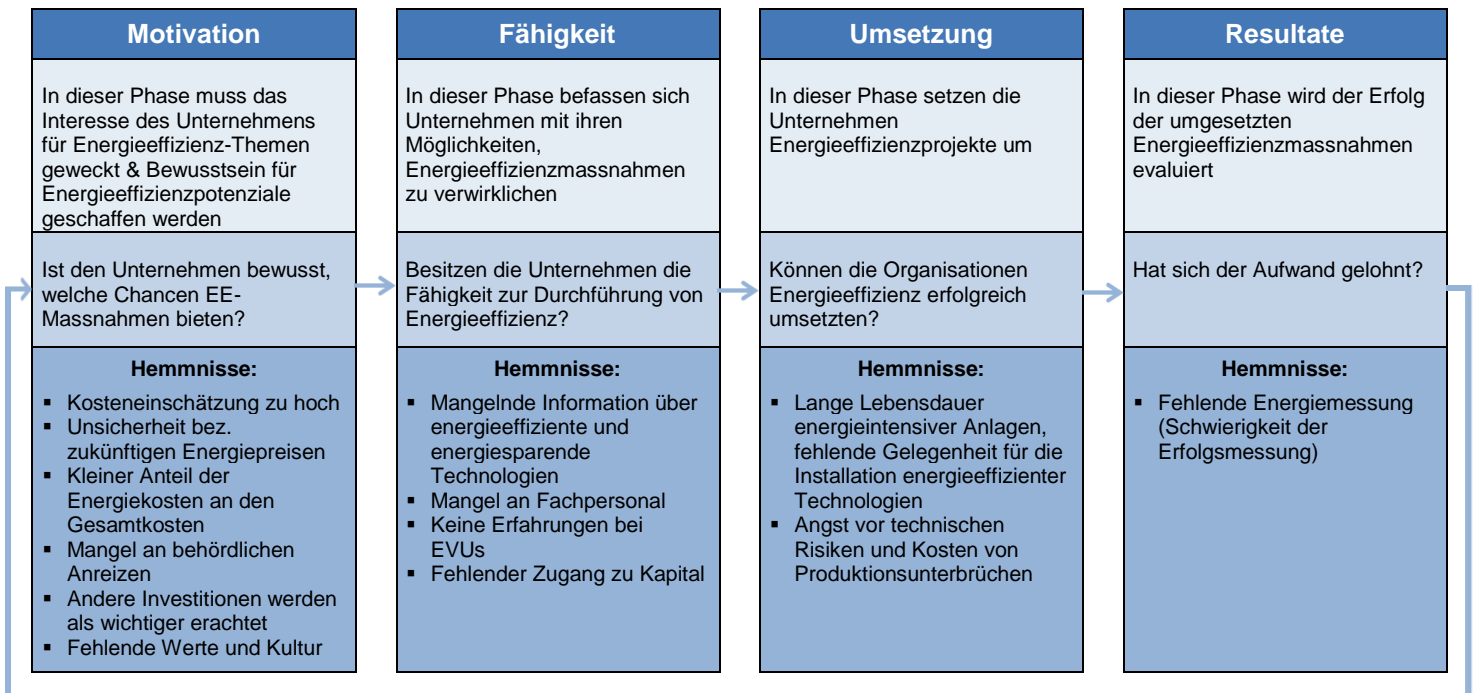 Motivation
In dieser Phase muss das
Interesse des Unternehmens
für Energieeffizienz-Themen
geweckt & Bewusstsein für
Energieeffizienzpotenziale
geschaffen werden
Ist den Unternehmen bewusst,
welche Chancen EE-
Massnahmen bieten?
Hemmnisse:
▪ Kosteneinschätzung zu hoch
▪ Unsicherheit bez.
zukünftigen Energiepreisen
▪ Kleiner Anteil der
Energiekosten an den
Gesamtkosten
▪ Mangel an behördlichen
Anreizen
▪ Andere Investitionen werden
als wichtiger erachtet
▪ Fehlende Werte und Kultur
Fähigkeit
In dieser Phase befassen sich
Unternehmen mit ihren
Möglichkeiten,
Energieeffizienzmassnahmen
zu verwirklichen
Besitzen die Unternehmen die
Fähigkeit zur Durchführung von
Energieeffizienz?
Hemmnisse:
▪ Mangelnde Information über
energieeffiziente und
energiesparende
Technologien
▪ Mangel an Fachpersonal
▪ Keine Erfahrungen bei
EVUs
▪ Fehlender Zugang zu Kapital
Umsetzung
In dieser Phase setzen die
Unternehmen
Energieeffizienzprojekte um
Können die Organisationen
Energieeffizienz erfolgreich
umsetzten?
Hemmnisse:
▪ Lange Lebensdauer
energieintensiver Anlagen,
fehlende Gelegenheit für die
Installation energieeffizienter
Technologien
▪ Angst vor technischen
Risiken und Kosten von
Produktionsunterbrüchen
Resultate
In dieser Phase wird der Erfolg
der umgesetzten
Energieeffizienzmassnahmen
evaluiert
Hat sich der Aufwand gelohnt?
Hemmnisse:
▪ Fehlende Energiemessung
(Schwierigkeit der
Erfolgsmessung)